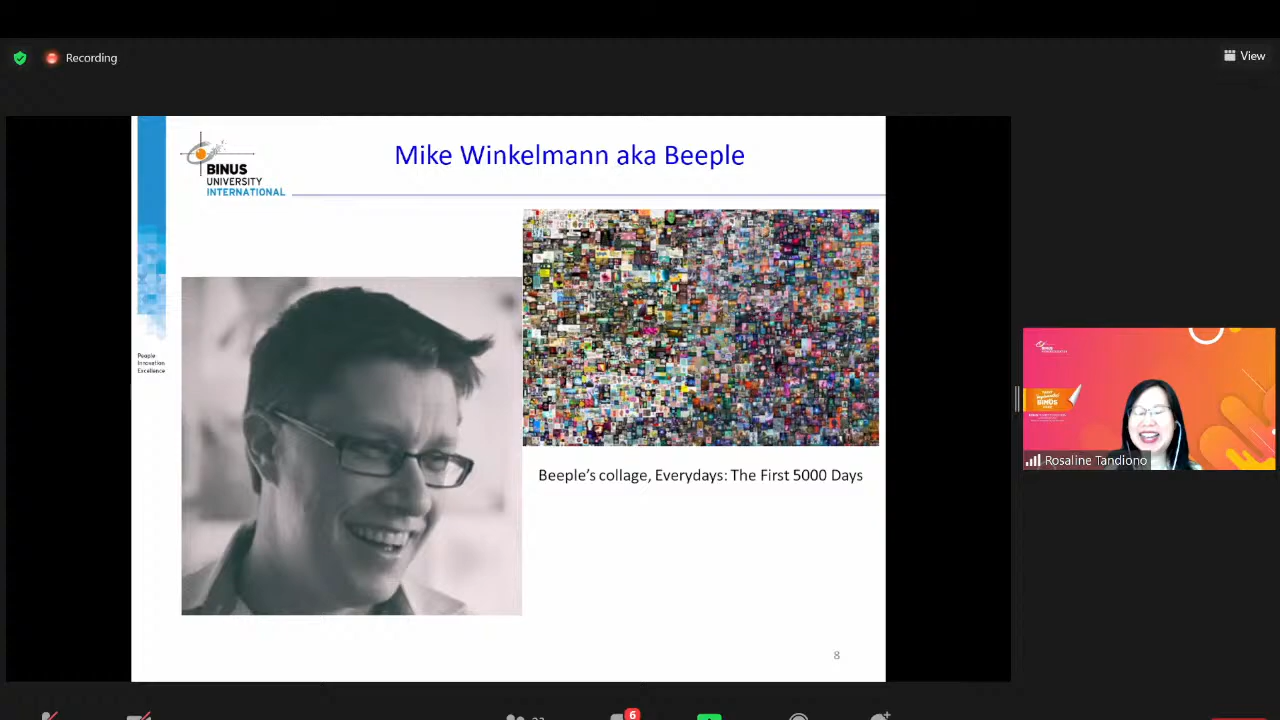 Recording
View
BINUS
UNIVERSITY
INTERNATIONAL
Mike Winkelmann aka Beeple
People
Innovation
Excellence
Beeple's collage, Everydays: The First 5000 Days
8
BINUS
Rosaline Tandiono
6